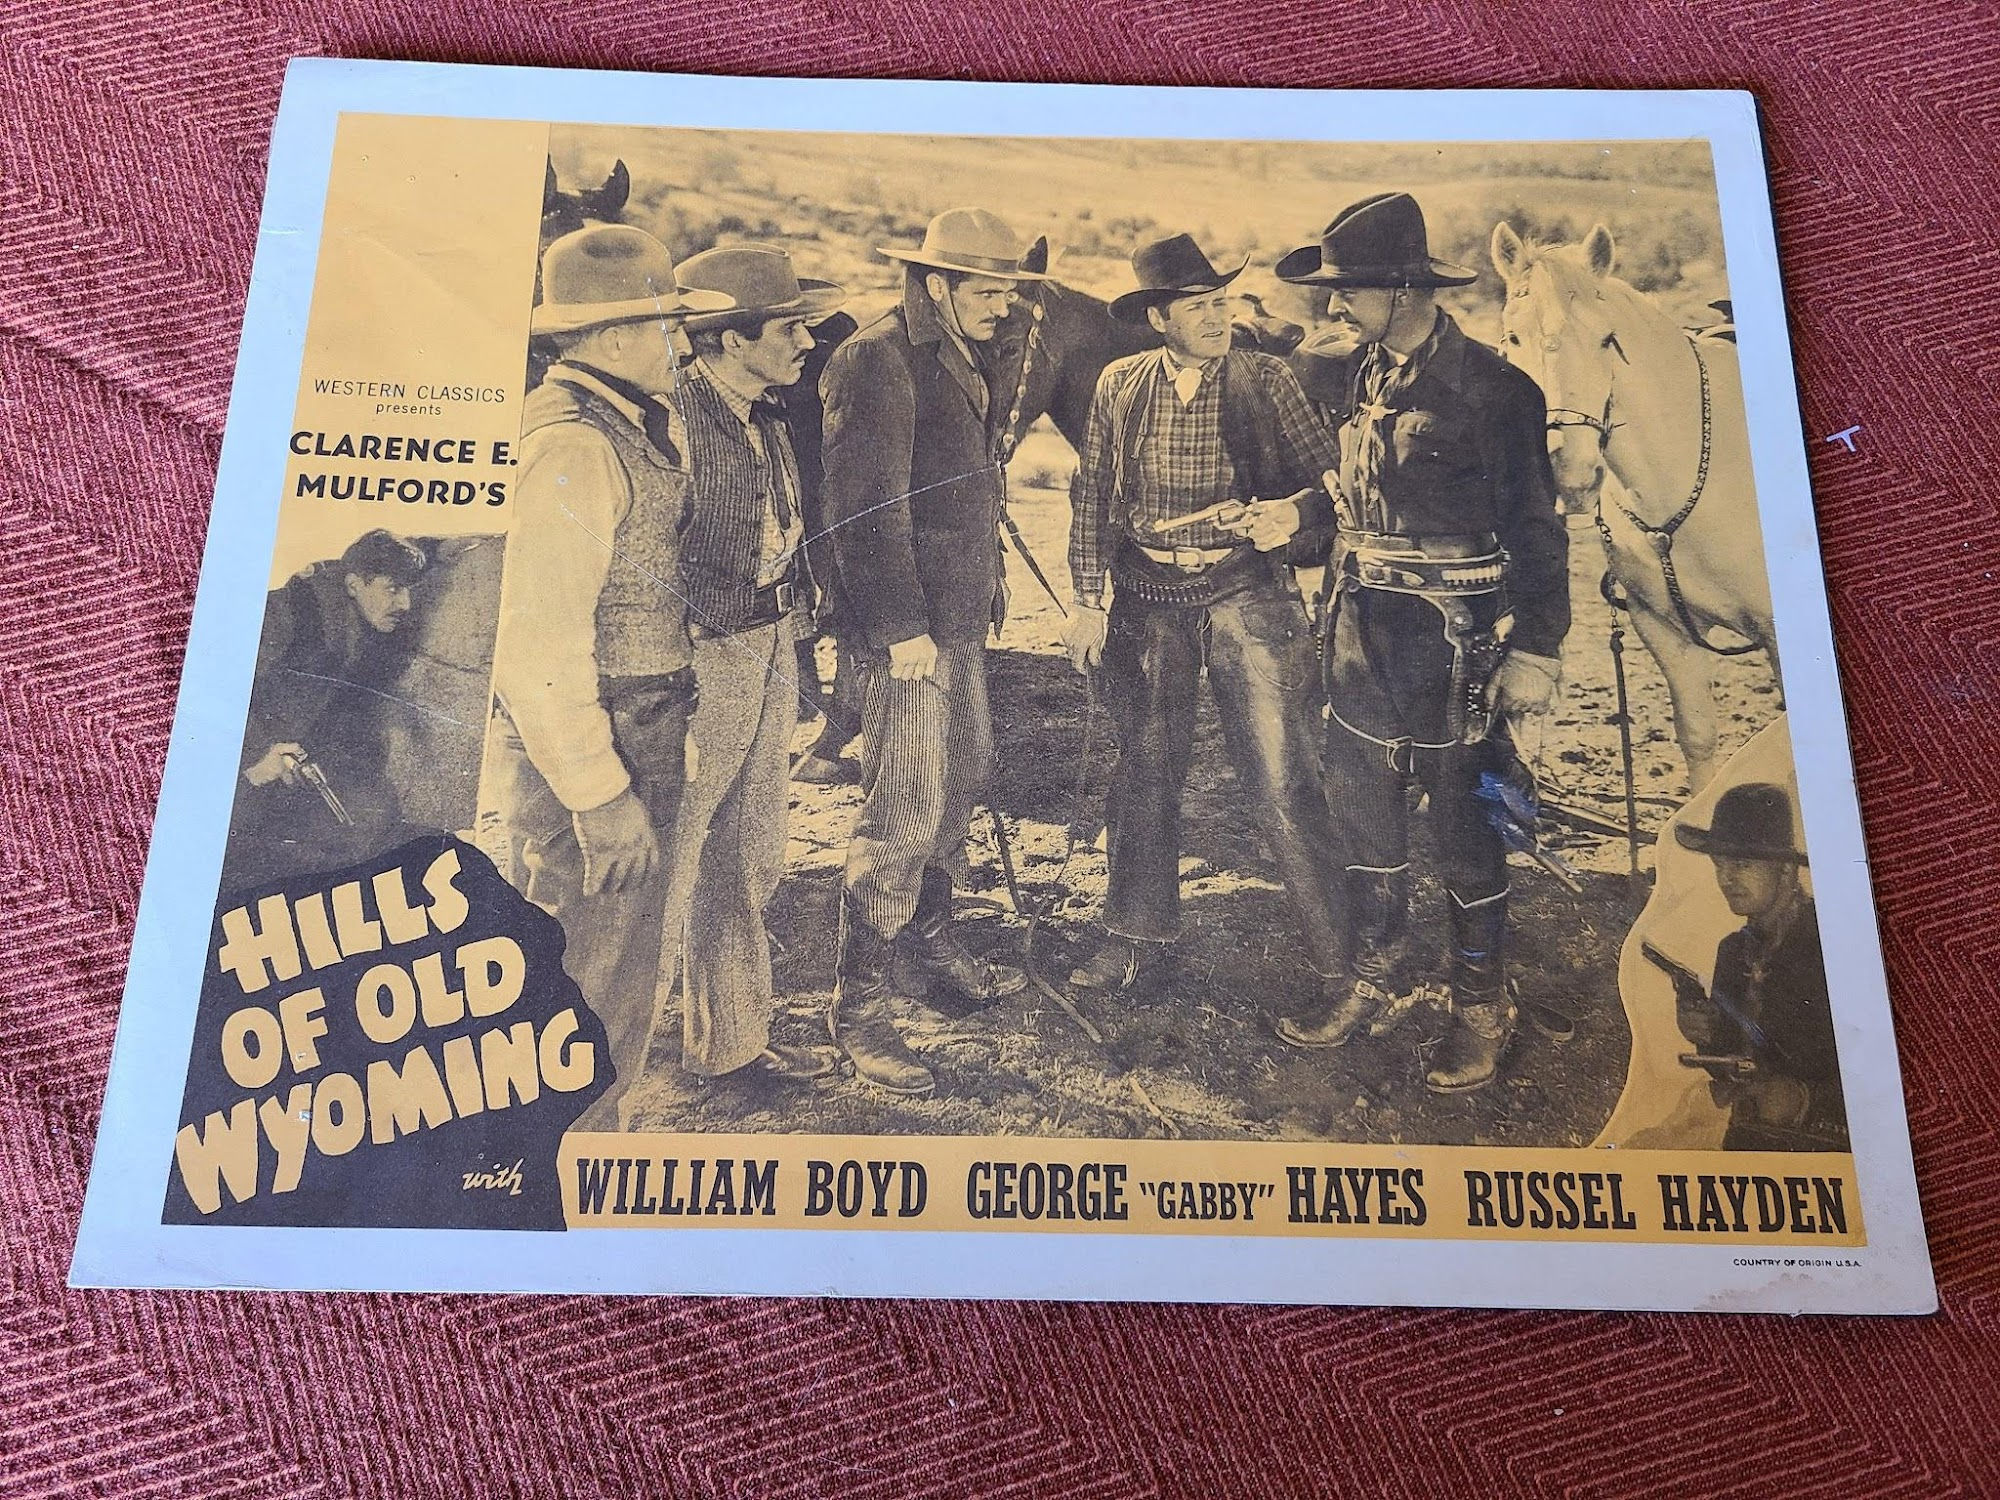 WESTERN CLASSICS
presents
CLARENCE E.
MULFORD'S
HILLS
OF OLD
WYOMING
with
WILLIAM BOYD GEORGE "GABBY" HAYES RUSSEL HAYDEN
COUNTRY OF ORIGIN U.S.A.